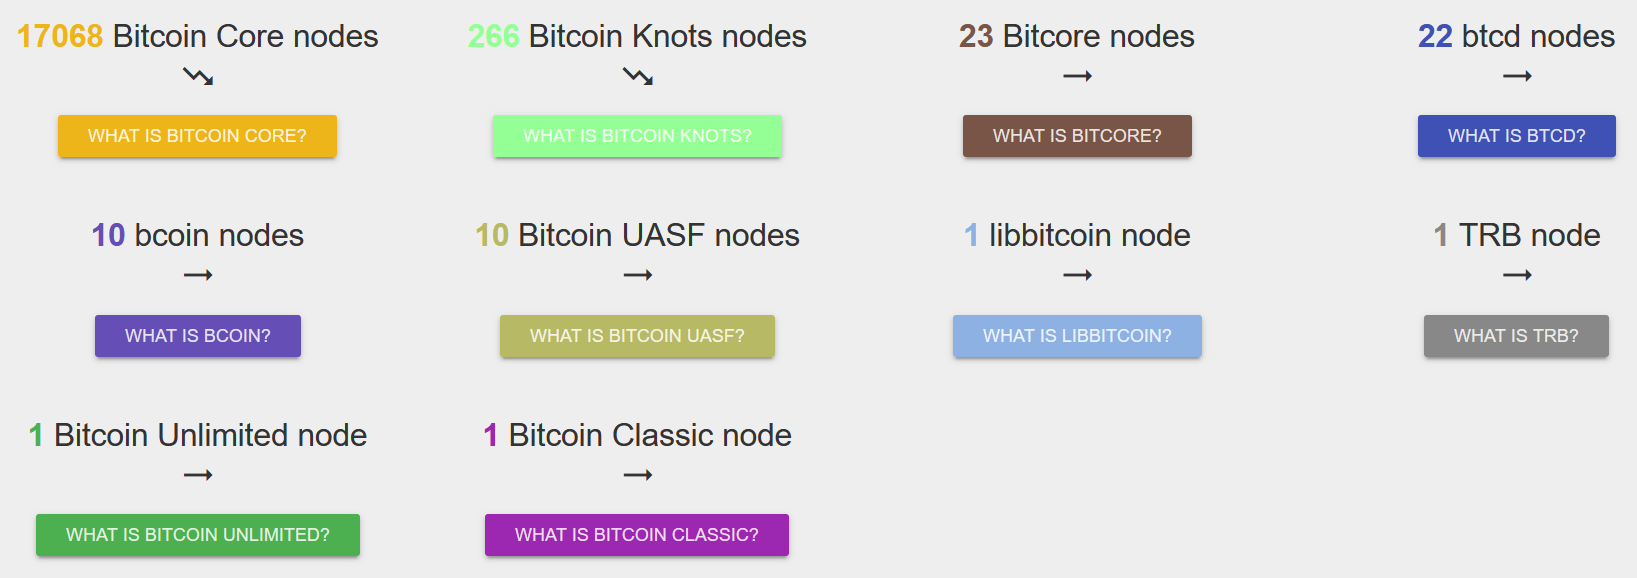 17068 Bitcoin Core nodes
266 Bitcoin Knots nodes
23 Bitcore nodes
22 btcd nodes
WHAT IS BITCOIN CORE?
WHAT IS BITCOIN KNOTS?
WHAT IS BITCORE?
WHAT IS BTCD?
10 bcoin nodes
10 Bitcoin UASF nodes
1 libbitcoin node
1 TRB node
WHAT IS BCOIN?
WHAT IS BITCOIN UASF?
WHAT IS LIBBITCOIN?
WHAT IS TRB?
1 Bitcoin Unlimited node
1 Bitcoin Classic node
WHAT IS BITCOIN UNLIMITED?
WHAT IS BITCOIN CLASSIC?